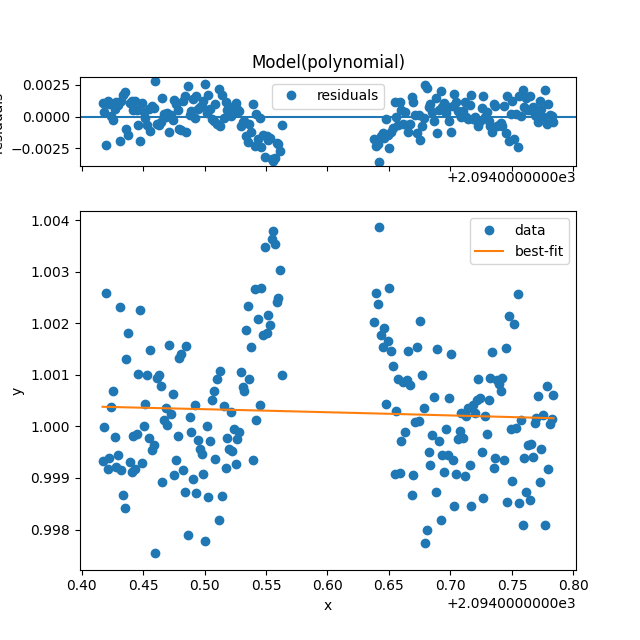 Model(polynomial)
0.0025
0.0000
−0.0025
residuals
+2.0940000000e3
1.004
1.003
1.002
1.001
1.000
0.999
0.998
y
data
best-fit
0.40 0.45 0.50 0.55 0.60 0.65 0.70 0.75 0.80
x
+2.0940000000e3